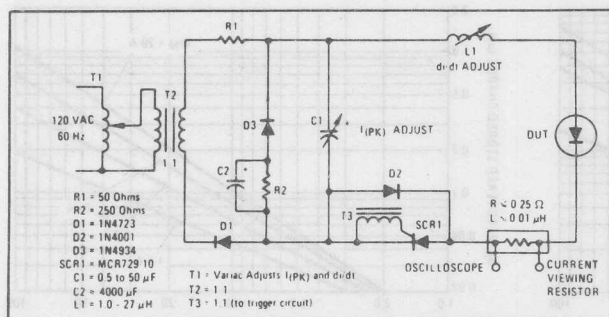 R1
L1
di/dt ADJUST
T1
T2
120 VAC
60 Hz
1:1
D3
C1
I(PK) ADJUST
DUT
C2
R2
D2
T3
D1
SCR1
R < 0.25 Ω
L < 0.01 μH
OSCILLOSCOPE
CURRENT
VIEWING
RESISTOR
R1 = 50 Ohms
R2 = 250 Ohms
D1 = 1N4723
D2 = 1N4001
D3 = 1N4934
SCR1 = MCR729-10
C1 = 0.5 to 50 μF
C2 = 4000 μF
L1 = 1.0 - 27 μH
T1 = Variac Adjusts I(PK) and di/dt
T2 = 1:1
T3 = 1:1 (to trigger circuit)